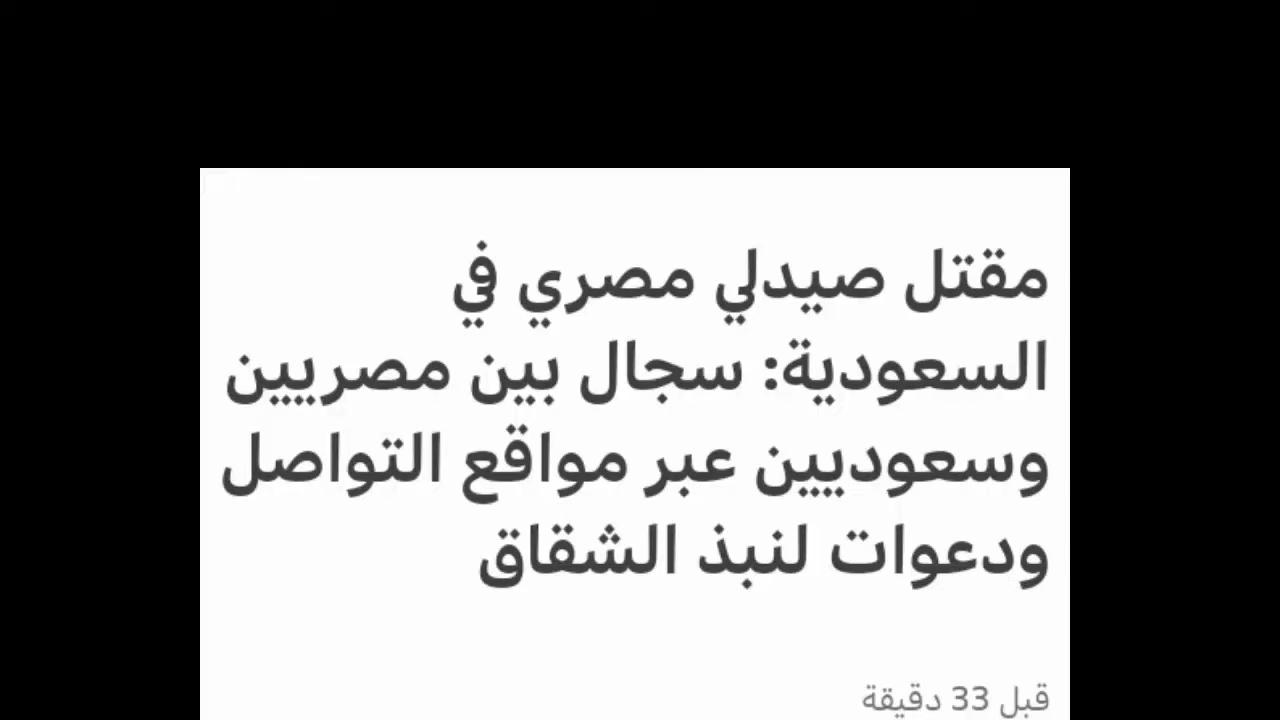 مقتل صيدلي مصري في
السعودية: سجال بين مصريين
وسعوديين عبر مواقع التواصل
ودعوات لنبذ الشقاق
قبل 33 دقيقة